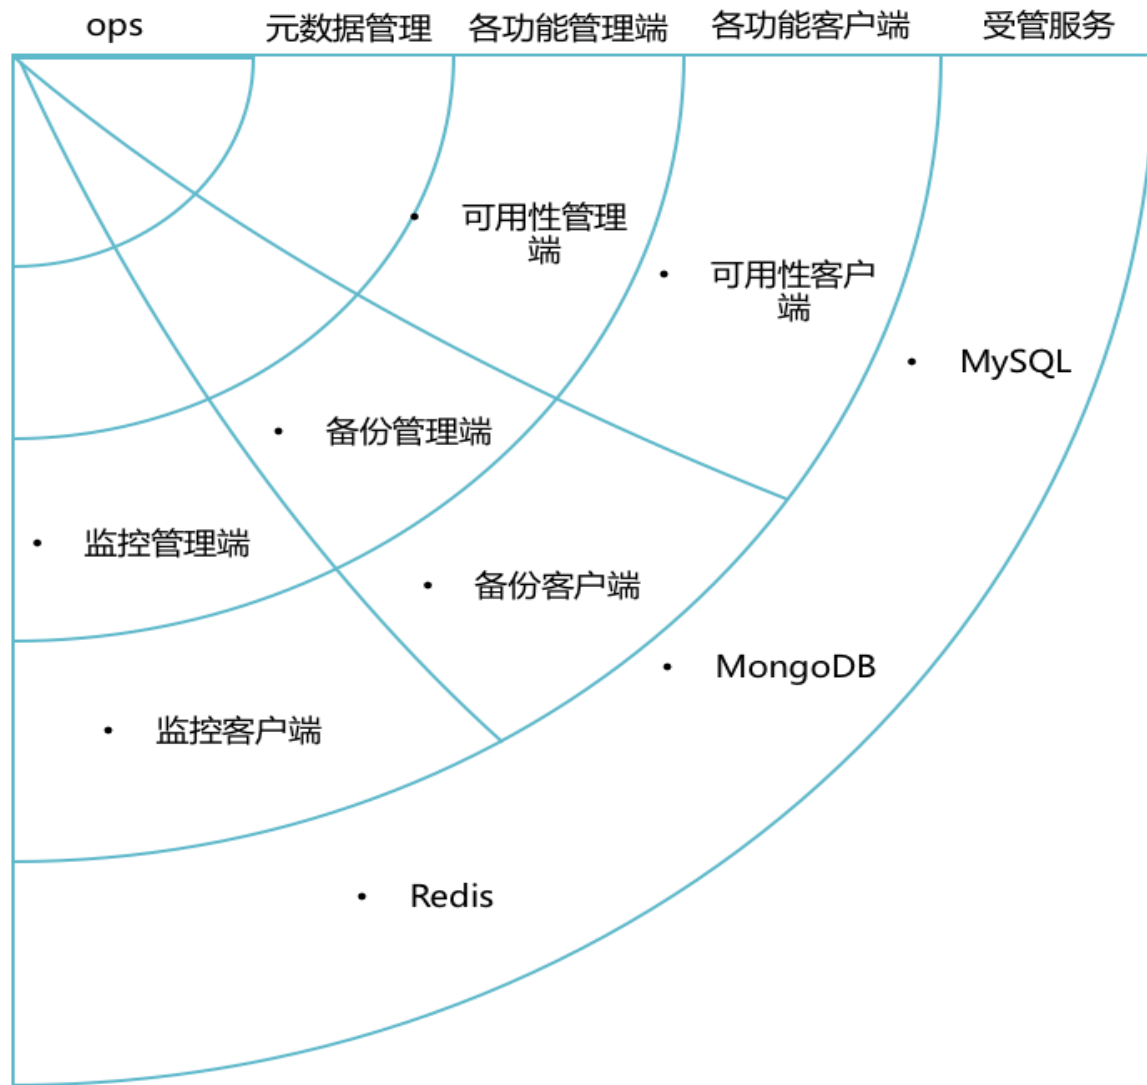 ops
元数据管理
各功能管理端
各功能客户端
受管服务
• 可用性管理
端
• 可用性客户
端
• MySQL
• 备份管理端
• 监控管理端
• 备份客户端
• MongoDB
• 监控客户端
• Redis